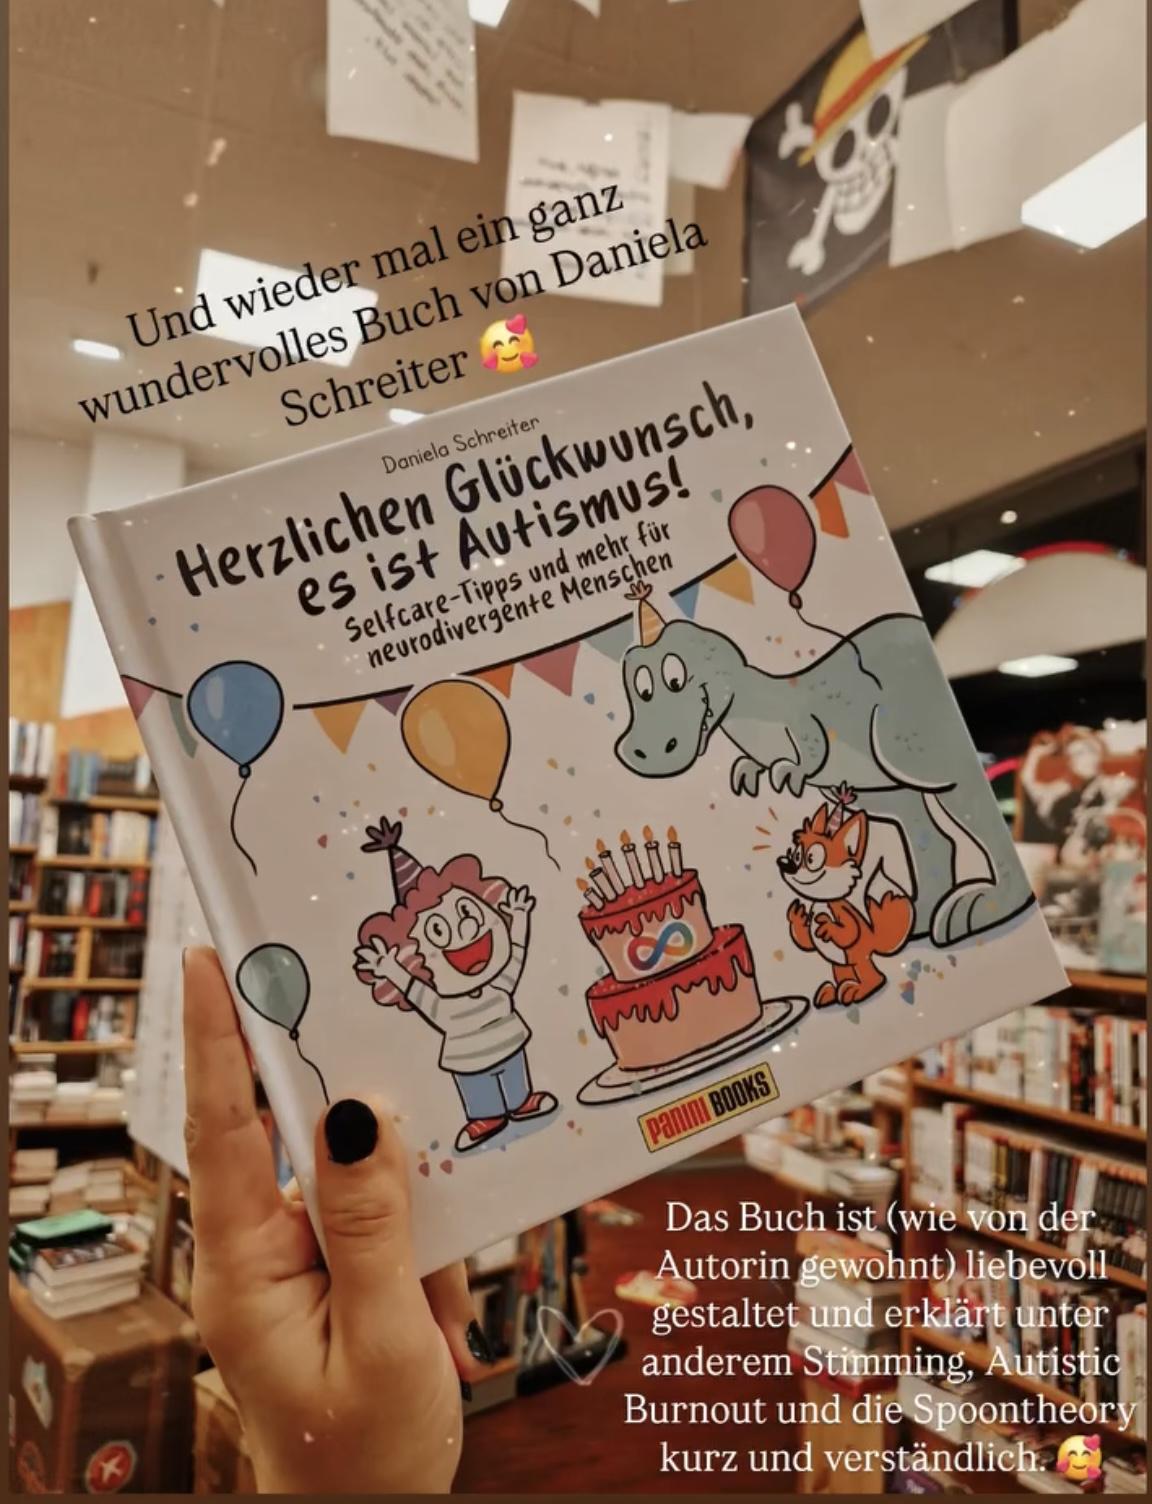 Und wieder mal ein ganz
wundervolles Buch von Daniela
Schreiter 🥰
Daniela Schreiter
Herzlichen Glückwunsch,
es ist Autismus!
Selfcare-Tipps und mehr für
neurodivergente Menschen
PANINI BOOKS
Das Buch ist (wie von der
Autorin gewohnt) liebevoll
gestaltet und erklärt unter
anderem Stimming, Autistic
Burnout und die Spoontheory
kurz und verständlich. 🥰